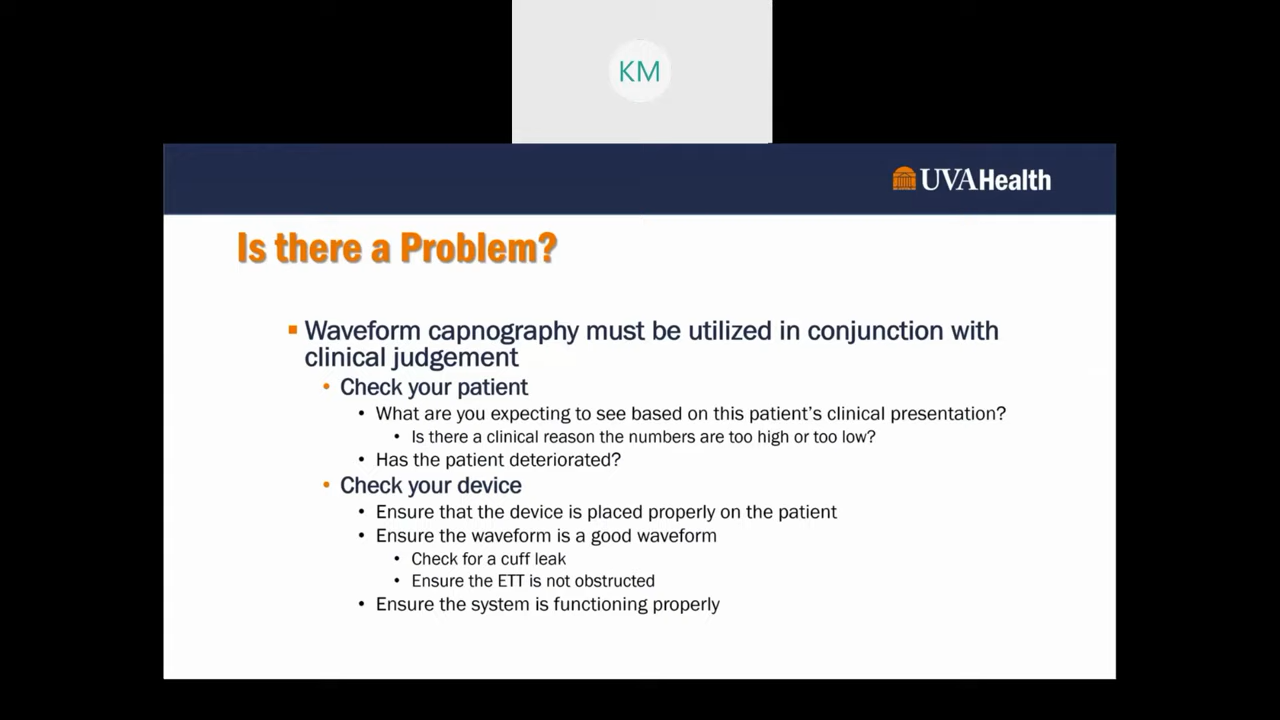 KM
UVAHealth
Is there a Problem?
Waveform capnography must be utilized in conjunction with
clinical judgement
Check your patient
What are you expecting to see based on this patient's clinical presentation?
Is there a clinical reason the numbers are too high or too low?
Has the patient deteriorated?
Check your device
Ensure that the device is placed properly on the patient
Ensure the waveform is a good waveform
Check for a cuff leak
Ensure the ETT is not obstructed
Ensure the system is functioning properly